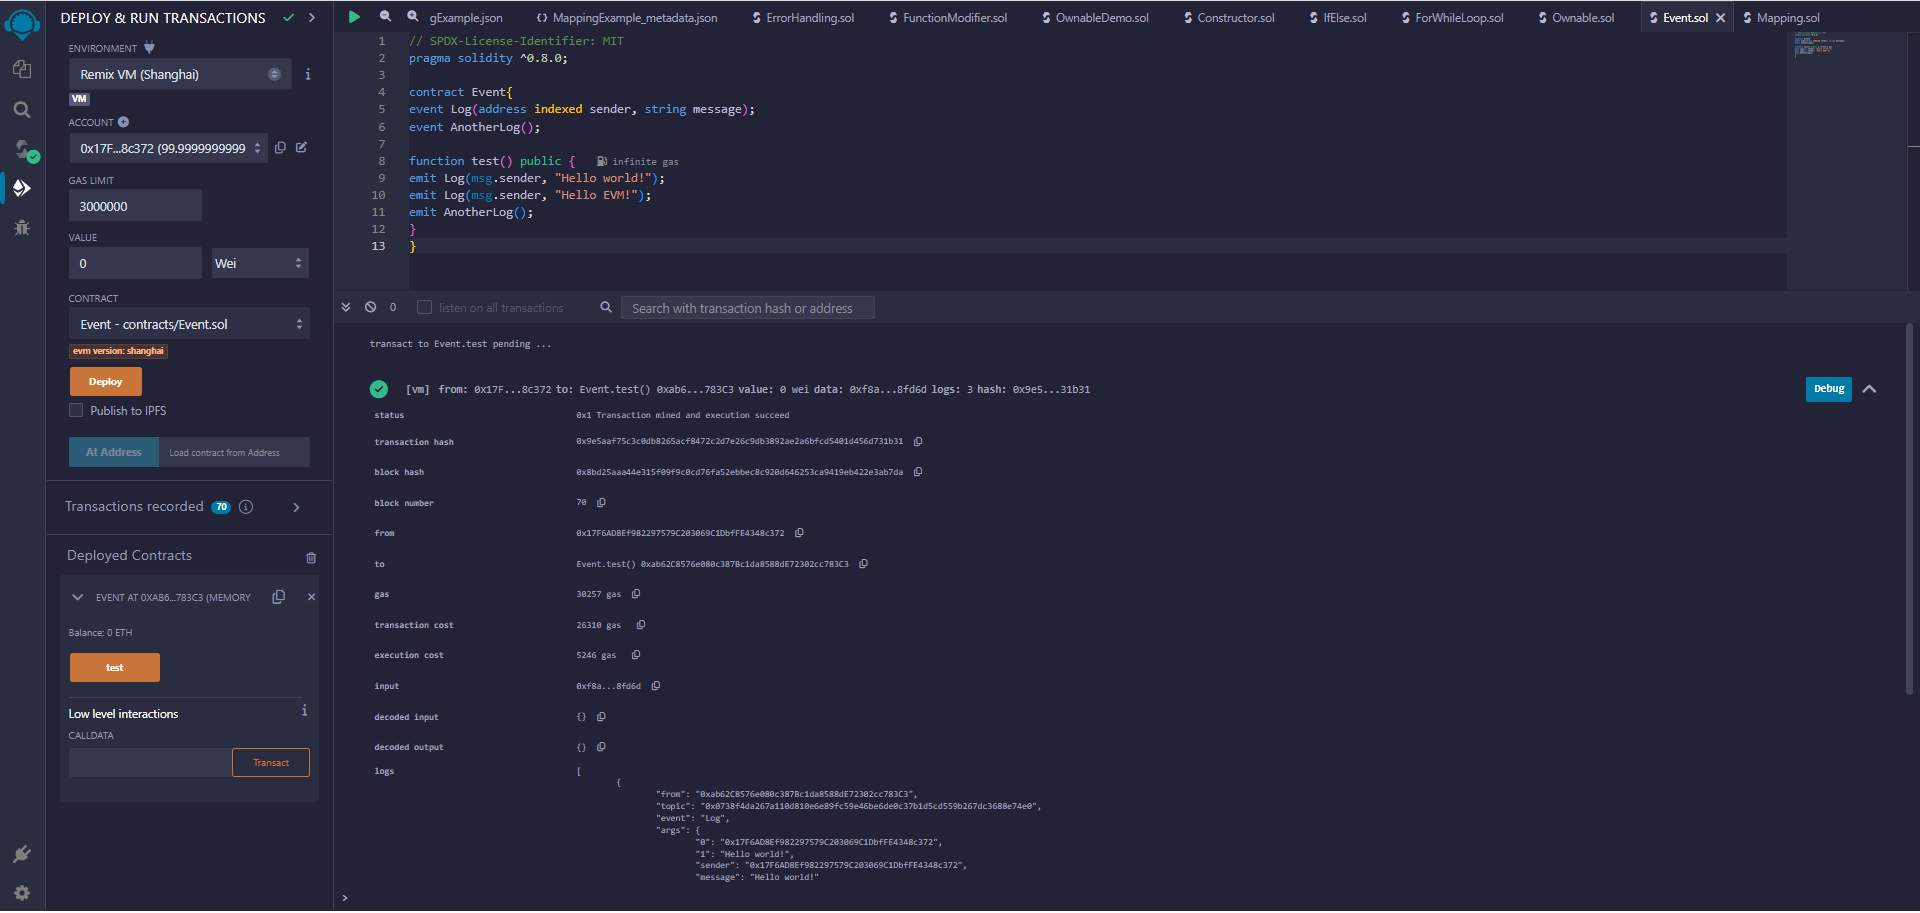 DEPLOY & RUN TRANSACTIONS
ENVIRONMENT
Remix VM (Shanghai)
VM
ACCOUNT
0x17F...8c372 (99.9999999999
GAS LIMIT
3000000
VALUE
0
Wei
CONTRACT
Event - contracts/Event.sol
evm version: shanghai
Deploy
Publish to IPFS
At Address
Load contract from Address
Transactions recorded 70
Deployed Contracts
EVENT AT 0XAB6...783C3 (MEMORY
Balance: 0 ETH
test
Low level interactions
CALLDATA
Transact
gExample.json
MappingExample_metadata.json
ErrorHandling.sol
FunctionModifier.sol
OwnableDemo.sol
Constructor.sol
IfElse.sol
ForWhileLoop.sol
Ownable.sol
Event.sol
Mapping.sol
1 // SPDX-License-Identifier: MIT
2 pragma solidity ^0.8.0;
3
4 contract Event{
5 event Log(address indexed sender, string message);
6 event AnotherLog();
7
8 function test() public { infinite gas
9 emit Log(msg.sender, "Hello world!");
10 emit Log(msg.sender, "Hello EVM!");
11 emit AnotherLog();
12 }
13 }
0
listen on all transactions
Search with transaction hash or address
transact to Event.test pending ...
[vm] from: 0x17F...8c372 to: Event.test() 0xab6...783C3 value: 0 wei data: 0xf8a...8fd6d logs: 3 hash: 0x9e5...31b31
Debug
status 0x1 Transaction mined and execution succeed
transaction hash 0x9e5aaf75c3c0db8265acf8472c2d7e26c9db3892ae2a6bfcd5401d456d731b31
block hash 0x8bd25aaa44e315f09f9c0cd76fa52ebbec8c920d646253ca9419eb422e3ab7da
block number 70
from 0x17F6AD8Ef982297579C203069C1DbfFE4348c372
to Event.test() 0xab62C8576e080c387Bc1da8588dE72302cc783C3
gas 30257 gas
transaction cost 26310 gas
execution cost 5246 gas
input 0xf8a...8fd6d
decoded input {}
decoded output {}
logs [
{
"from": "0xab62C8576e080c387Bc1da8588dE72302cc783C3",
"topic": "0x0738f4da267a110d810e6e89fc59e46be6de0c37b1d5cd559b267dc3688e74e0",
"event": "Log",
"args": {
"0": "0x17F6AD8Ef982297579C203069C1DbfFE4348c372",
"1": "Hello world!",
"sender": "0x17F6AD8Ef982297579C203069C1DbfFE4348c372",
"message": "Hello world!"
>